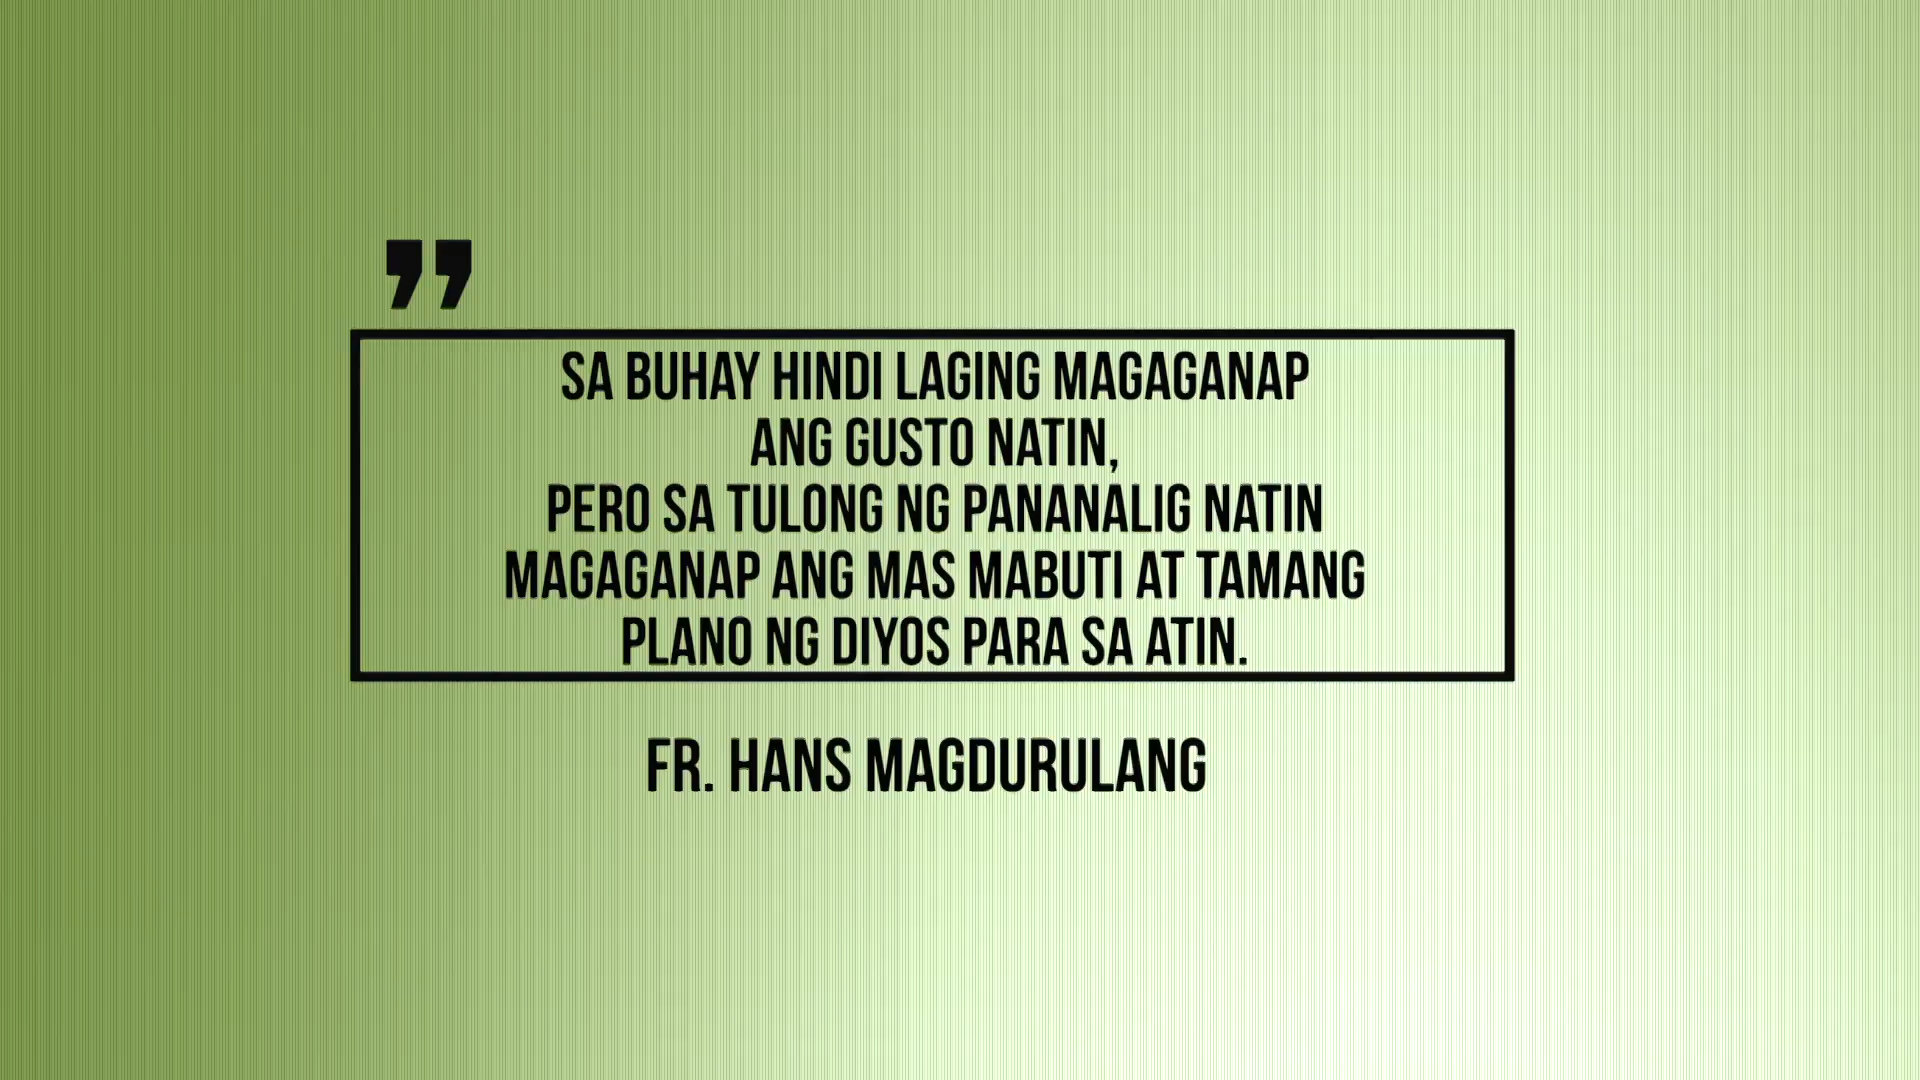 ”
SA BUHAY HINDI LAGING MAGAGANAP
ANG GUSTO NATIN,
PERO SA TULONG NG PANANALIG NATIN
MAGAGANAP ANG MAS MABUTI AT TAMANG
PLANO NG DIYOS PARA SA ATIN.
FR. HANS MAGDURULANG